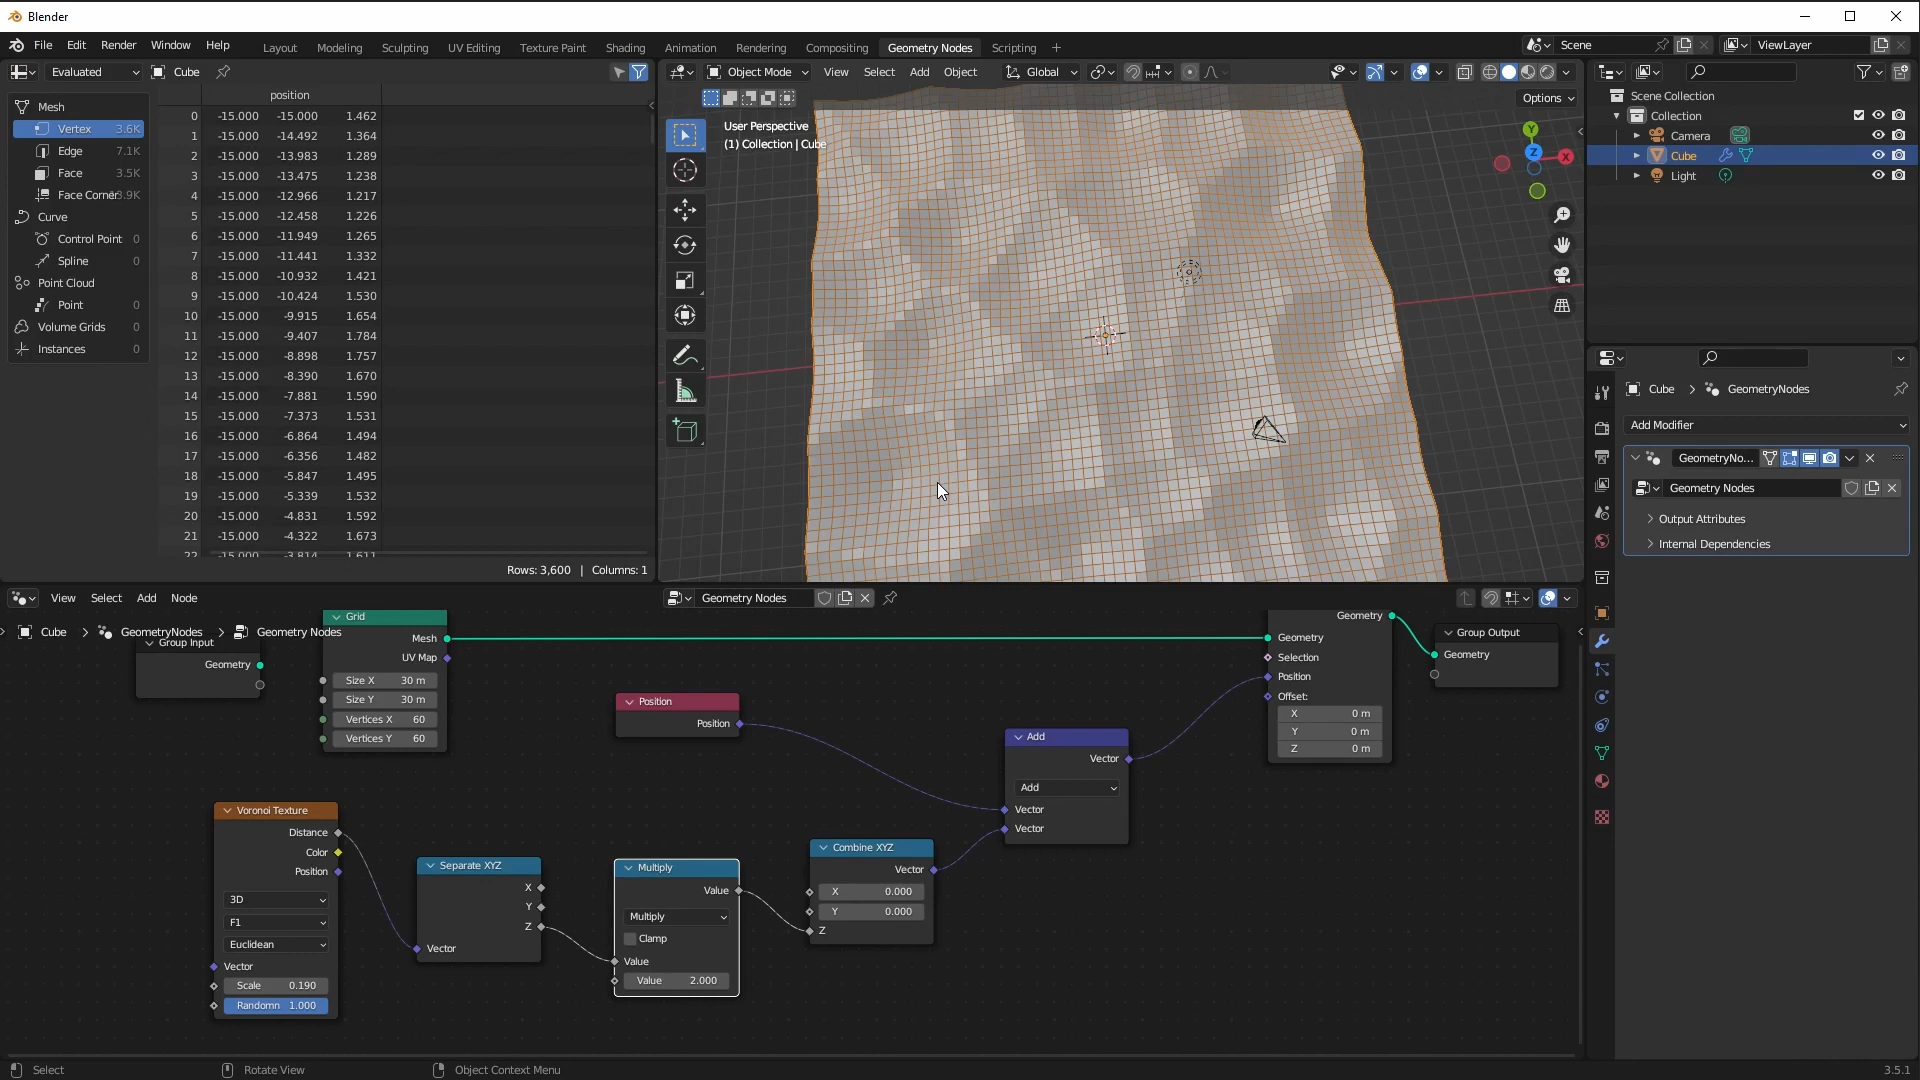 Blender
File Edit Render Window Help Layout Modeling Sculpting UV Editing Texture Paint Shading Animation Rendering Compositing Geometry Nodes Scripting + Scene ViewLayer
Evaluated Cube
position
Mesh
Vertex 3.6K
Edge 7.1K
Face 3.5K
Face Corner 3.9K
Curve
Control Point 0
Spline 0
Point Cloud
Point 0
Volume Grids 0
Instances 0
0 -15.000 -15.000 1.462
1 -15.000 -14.492 1.364
2 -15.000 -13.983 1.289
3 -15.000 -13.475 1.238
4 -15.000 -12.966 1.217
5 -15.000 -12.458 1.226
6 -15.000 -11.949 1.265
7 -15.000 -11.441 1.332
8 -15.000 -10.932 1.421
9 -15.000 -10.424 1.530
10 -15.000 -9.915 1.654
11 -15.000 -9.407 1.784
12 -15.000 -8.898 1.757
13 -15.000 -8.390 1.670
14 -15.000 -7.881 1.590
15 -15.000 -7.373 1.531
16 -15.000 -6.864 1.494
17 -15.000 -6.356 1.482
18 -15.000 -5.847 1.495
19 -15.000 -5.339 1.532
20 -15.000 -4.831 1.592
21 -15.000 -4.322 1.673
22 -15.000 -3.814 1.611
Rows: 3,600 | Columns: 1
Object Mode View Select Add Object Global
Options
User Perspective
(1) Collection | Cube
Y
Z
X
Scene Collection
Collection
Camera
Cube
Light
Cube > GeometryNodes
Add Modifier
GeometryNo...
Geometry Nodes
Output Attributes
Internal Dependencies
View Select Add Node Geometry Nodes
Cube > GeometryNodes > Geometry Nodes
Group Input
Geometry
Grid
Mesh
UV Map
Size X 30 m
Size Y 30 m
Vertices X 60
Vertices Y 60
Position
Position
Voronoi Texture
Distance
Color
Position
3D
F1
Euclidean
Vector
Scale 0.190
Randomn 1.000
Separate XYZ
X
Y
Z
Vector
Multiply
Value
Multiply
Clamp
Value
Value 2.000
Combine XYZ
Vector
X 0.000
Y 0.000
Z
Add
Vector
Add
Vector
Vector
Geometry
Geometry
Selection
Position
Offset:
X 0 m
Y 0 m
Z 0 m
Group Output
Geometry
Select Rotate View Object Context Menu 3.5.1